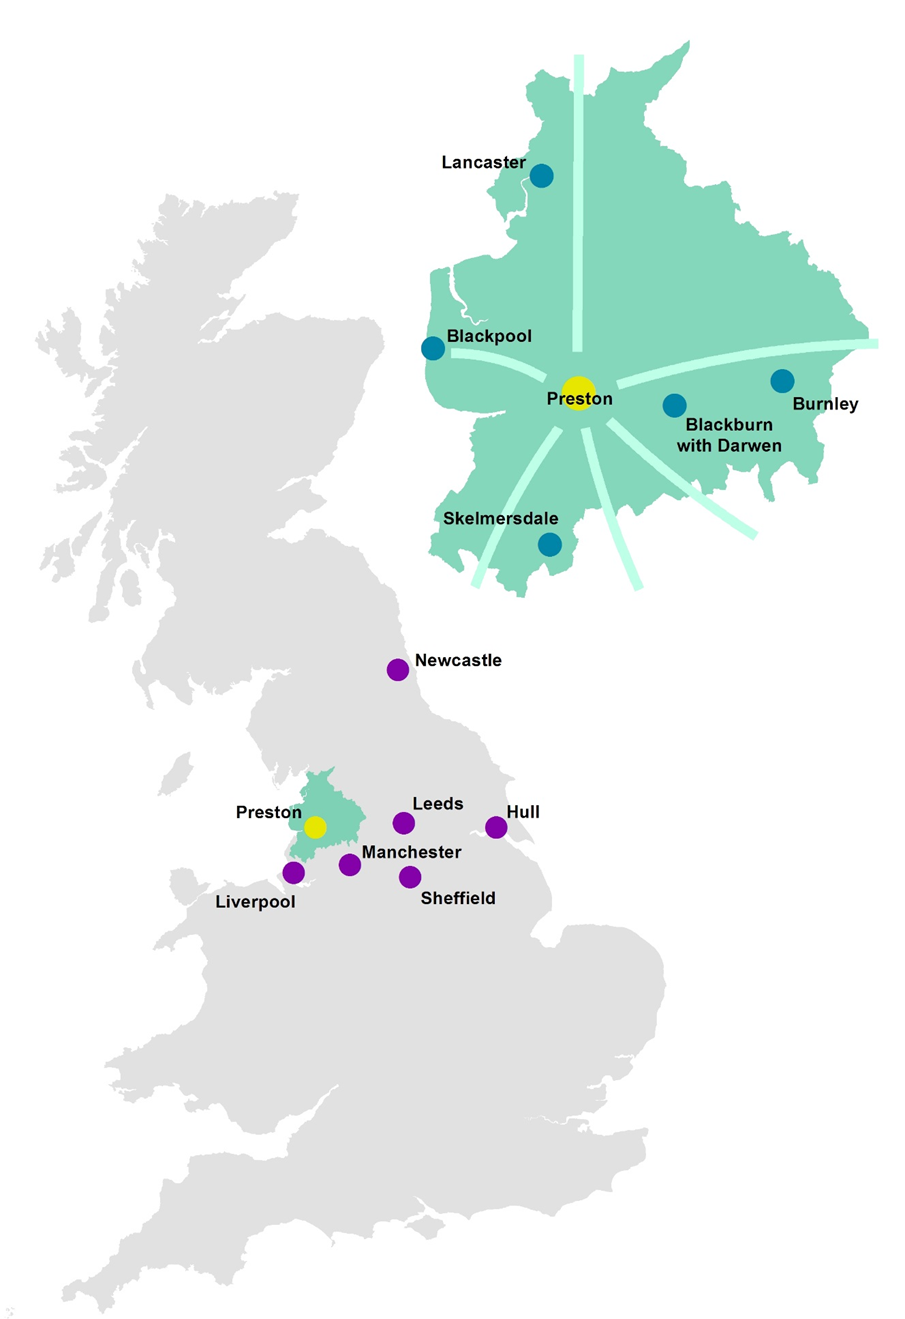 Lancaster
Blackpool
Preston
Burnley
Blackburn
with Darwen
Skelmersdale
Newcastle
Leeds
Hull
Preston
Manchester
Liverpool
Sheffield